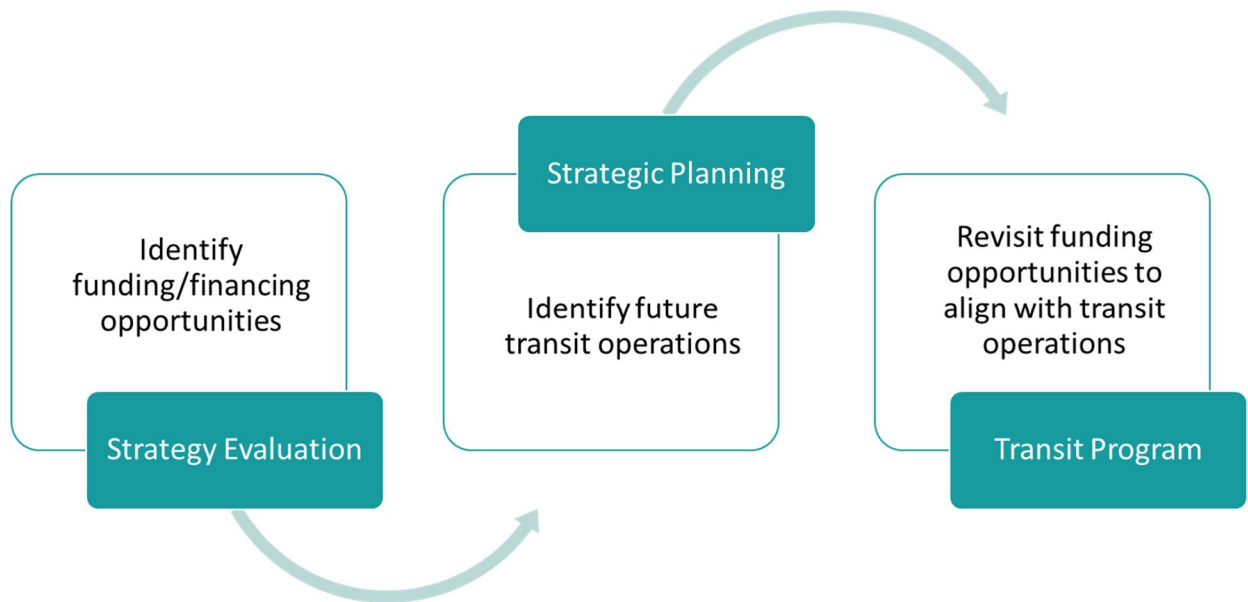 Identify
funding/financing
opportunities
Strategy Evaluation
Strategic Planning
Identify future
transit operations
Revisit funding
opportunities to
align with transit
operations
Transit Program